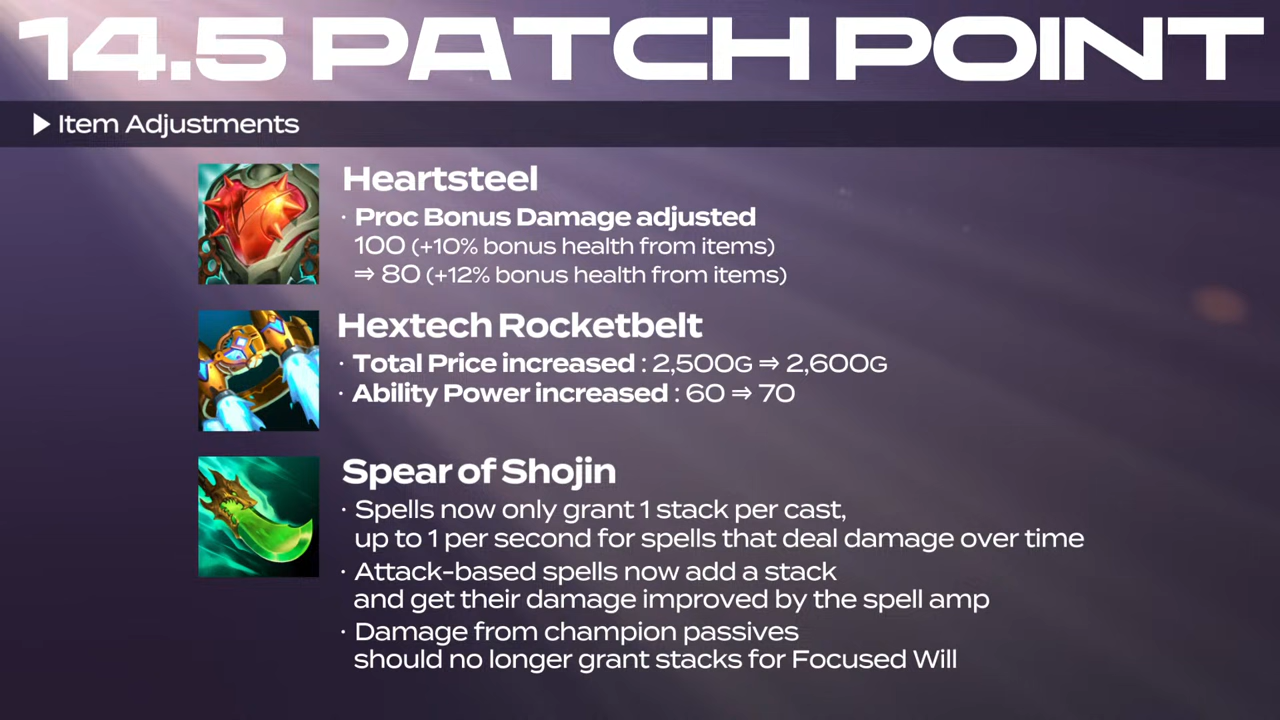 14.5 PATCH POINT
▶ Item Adjustments
Heartsteel
· Proc Bonus Damage adjusted
100 (+10% bonus health from items)
⇒ 80 (+12% bonus health from items)
Hextech Rocketbelt
· Total Price increased : 2,500G ⇒ 2,600G
· Ability Power increased : 60 ⇒ 70
Spear of Shojin
· Spells now only grant 1 stack per cast,
up to 1 per second for spells that deal damage over time
· Attack-based spells now add a stack
and get their damage improved by the spell amp
· Damage from champion passives
should no longer grant stacks for Focused Will